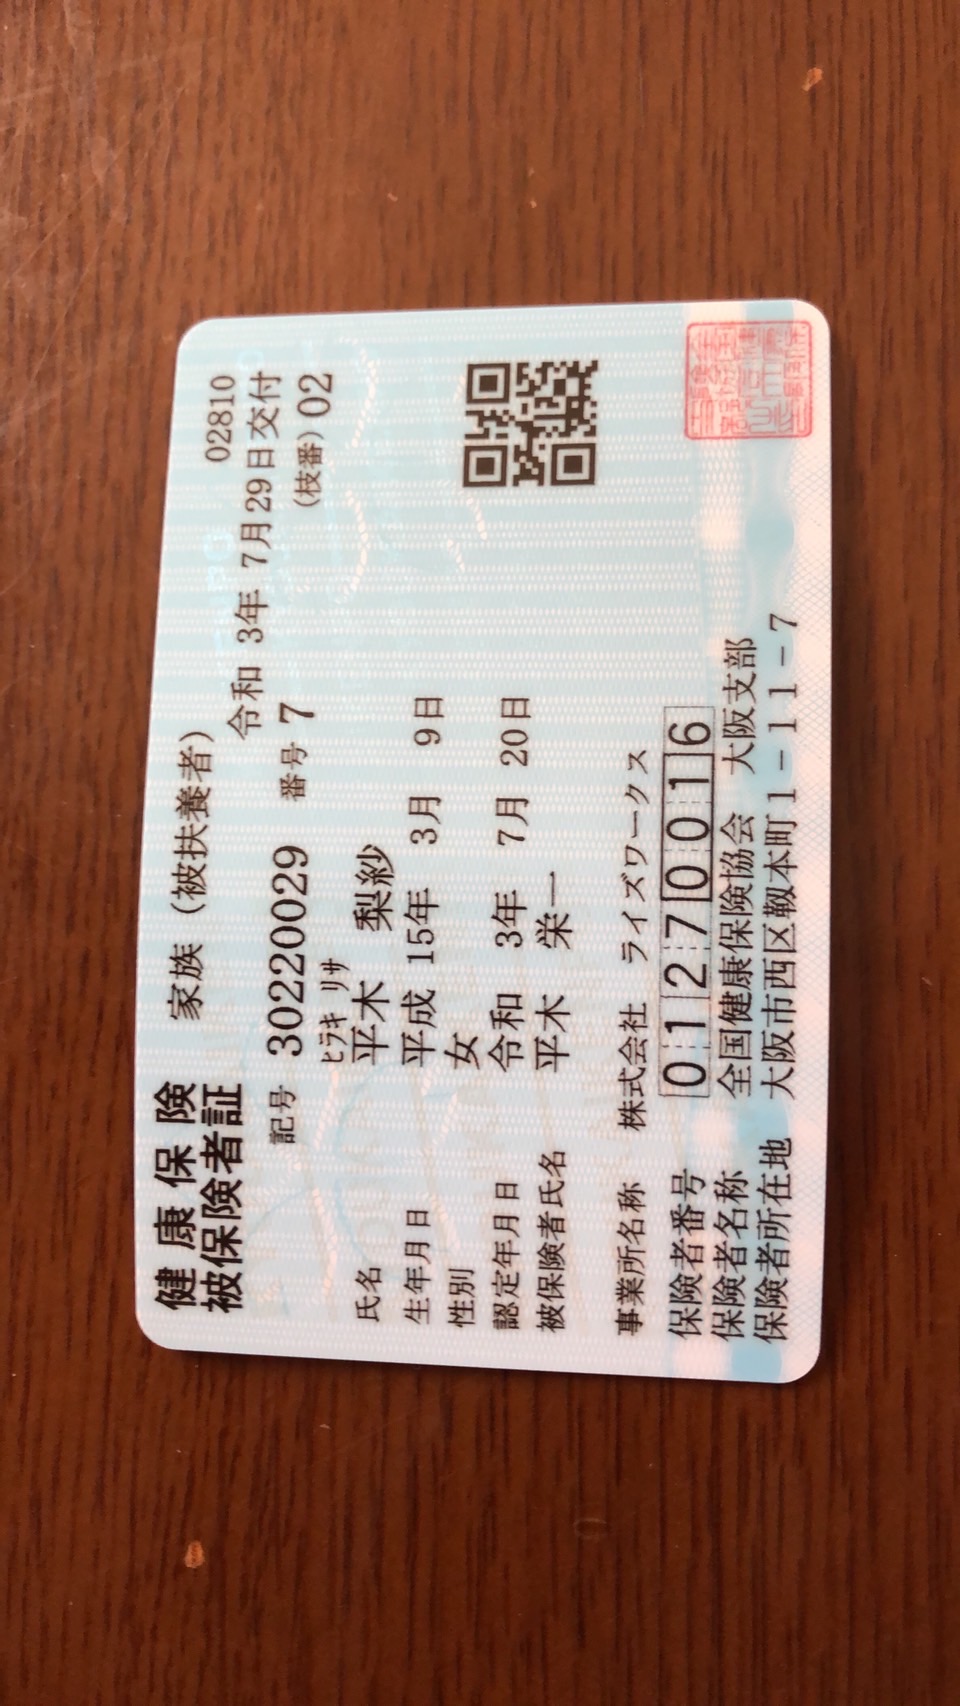 健康保険 家族（被扶養者） 02810
被保険者証 令和 3年 7月29日交付
記号 30220029 番号 7 （枝番）02
ヒラキ リサ
氏名 平木 梨紗
生年月日 平成 15年 3月 9日
性別 女
認定年月日 令和 3年 7月 20日
被保険者氏名 平木 栄一
事業所名称 株式会社 ライズワークス
保険者番号 01270016
保険者名称 全国健康保険協会 大阪支部
保険者所在地 大阪市西区靱本町1－11－7